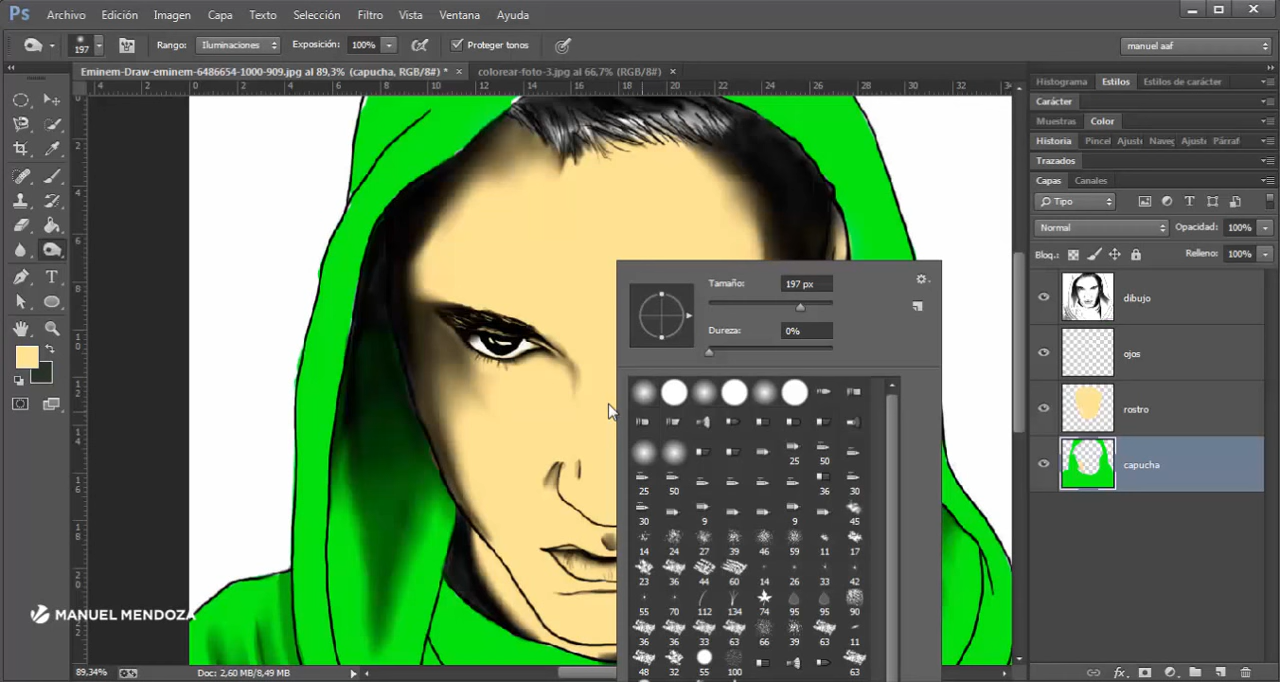 Ps Archivo Edición Imagen Capa Texto Selección Filtro Vista Ventana Ayuda
197 Rango: Iluminaciones Exposición: 100% Proteger tonos manuel aaf
Eminem-Draw-eminem-6486654-1000-909.jpg al 89,3% (capucha, RGB/8#) * × colorear-foto-3.jpg al 66,7% (RGB/8#) ×
Histograma Estilos Estilos de carácter
Carácter
Muestras Color
Historia Pincel Ajuste Naveg Ajuste Párraf
Trazados
Capas Canales
Tipo
Normal Opacidad: 100%
Bloq.: Relleno: 100%
dibujo
ojos
rostro
capucha
Tamaño: 197 px
Dureza: 0%
25 50
25 50 36 30
30 9 9 45
14 24 27 39 46 59 11 17
23 36 44 60 14 26 33 42
55 70 112 134 74 95 95 90
36 36 33 63 66 39 63 11
48 32 55 100 63
MANUEL MENDOZA
89,34% Doc: 2,60 MB/8,49 MB